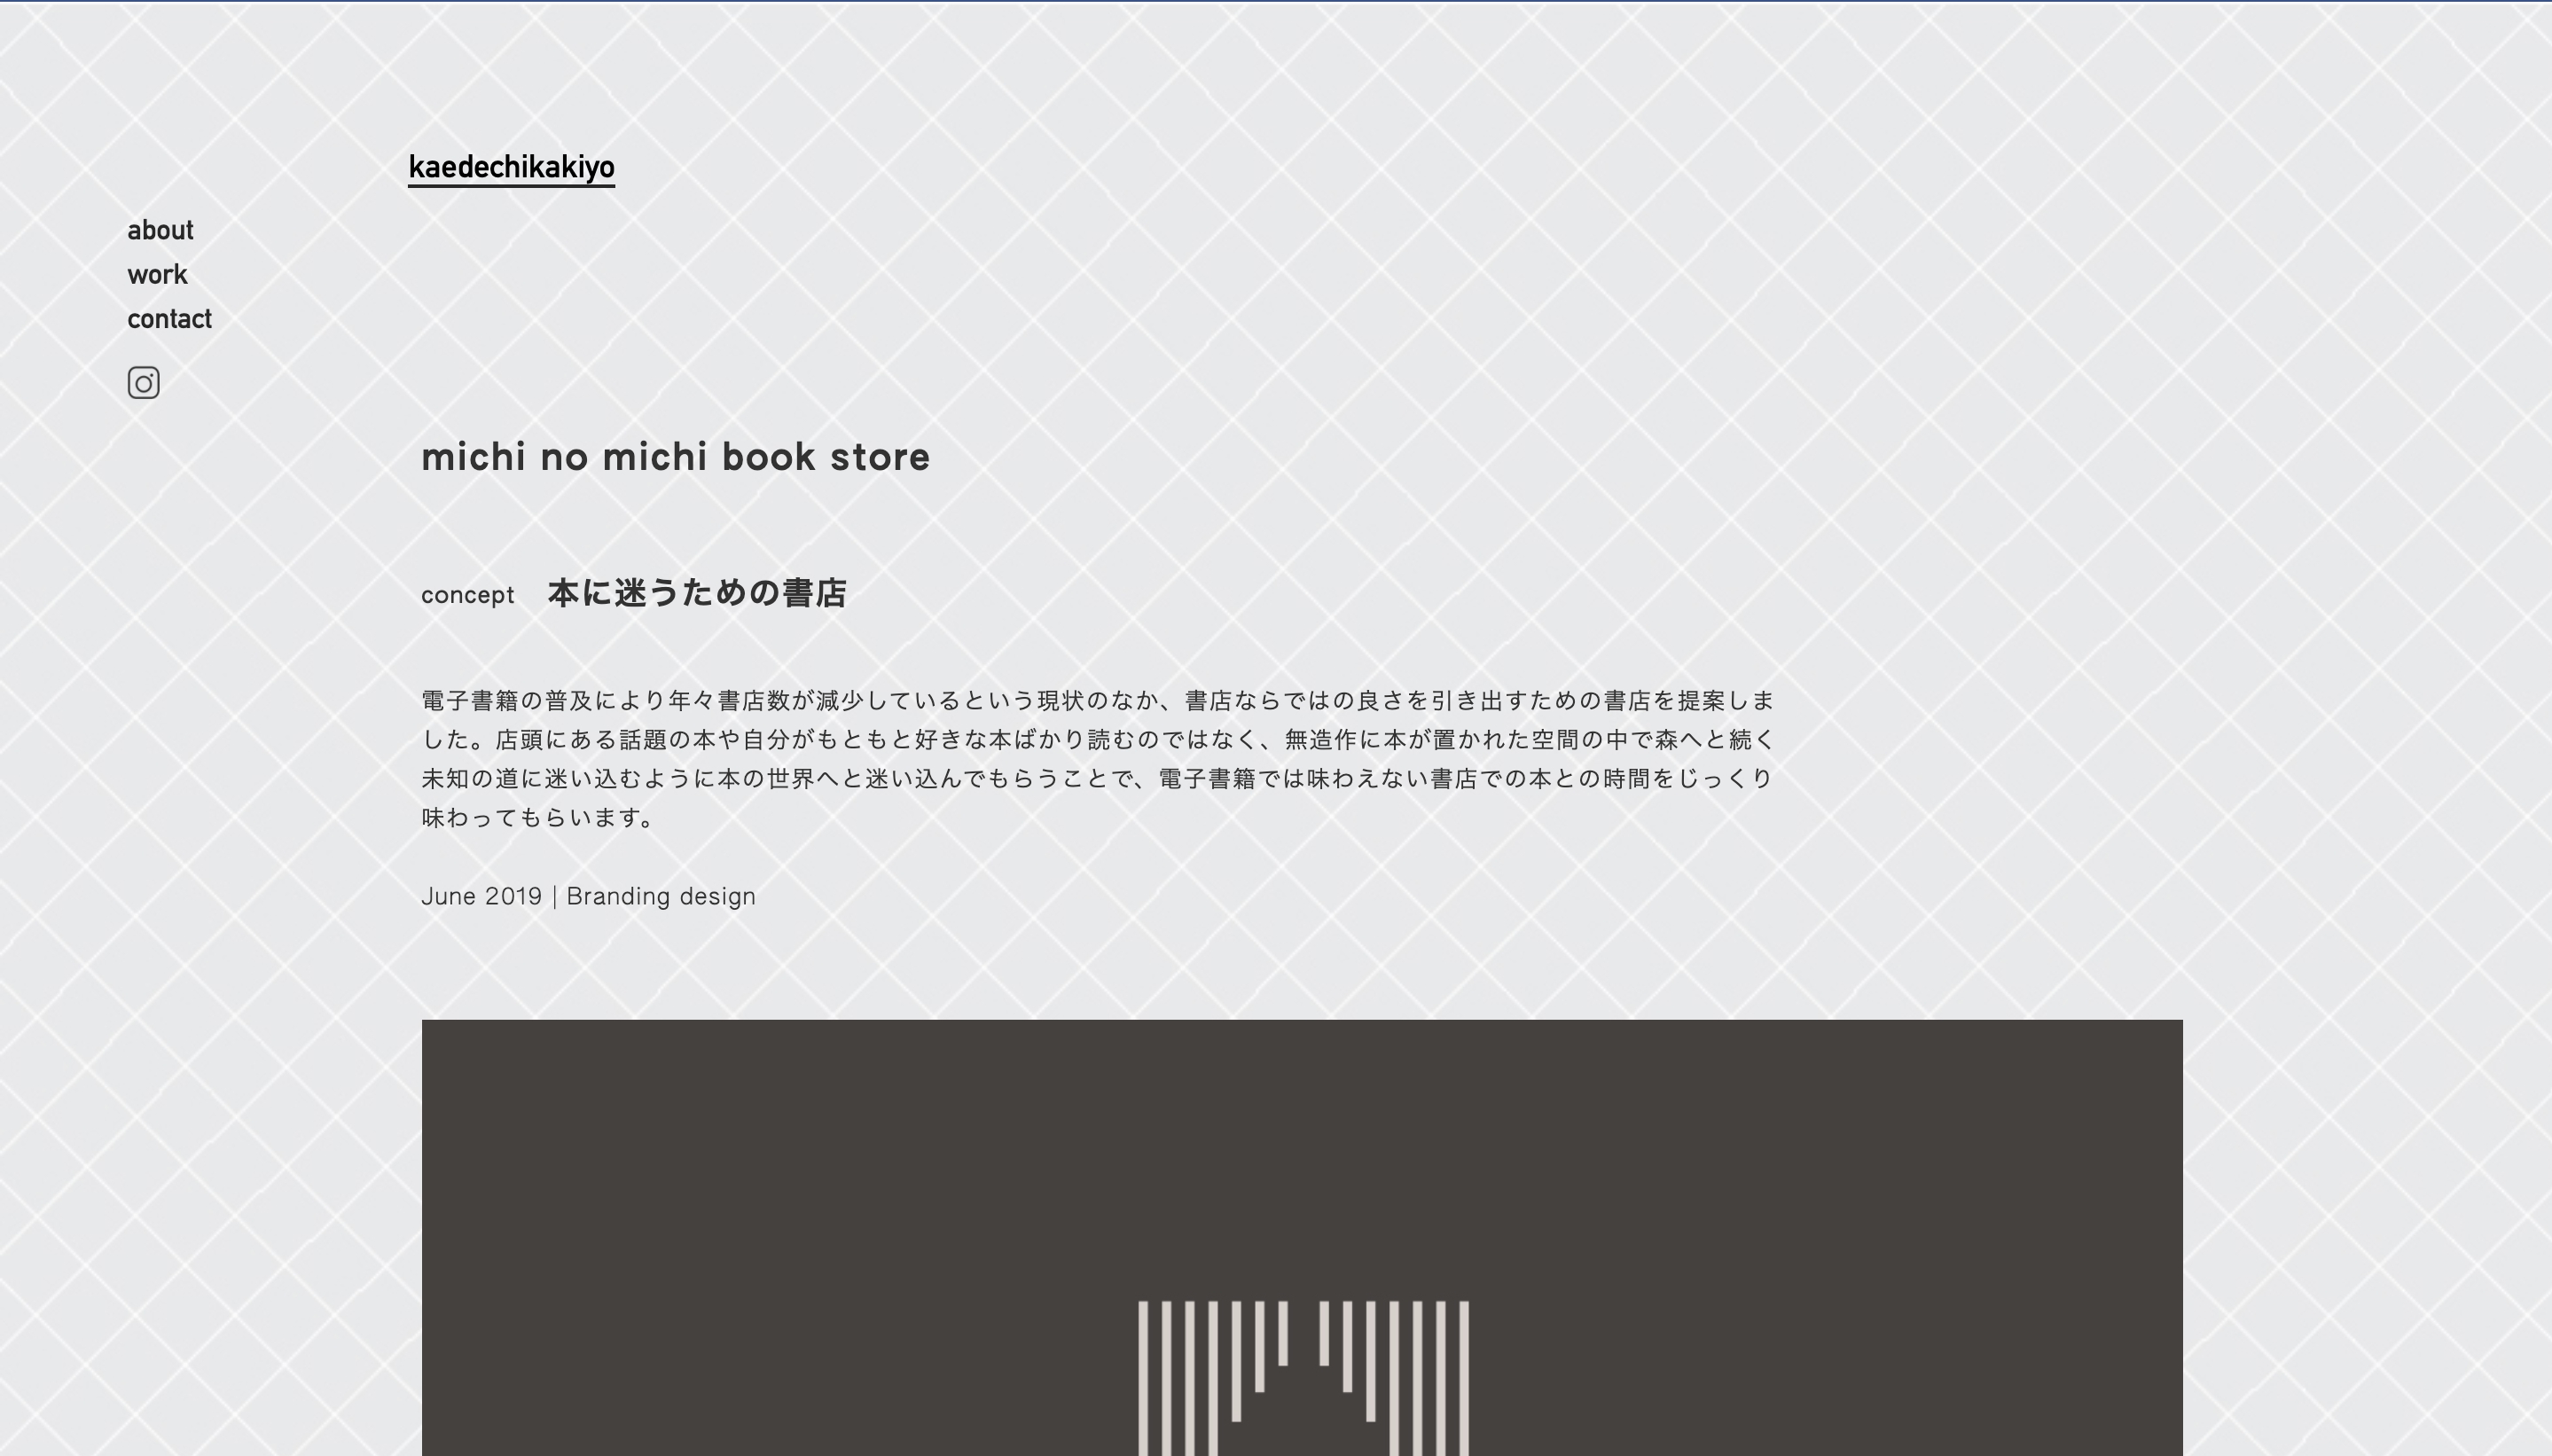 kaedechikakiyo
about
work
contact
michi no michi book store
concept 本に迷うための書店
電子書籍の普及により年々書店数が減少しているという現状のなか、書店ならではの良さを引き出すための書店を提案しま
した。店頭にある話題の本や自分がもともと好きな本ばかり読むのではなく、無造作に本が置かれた空間の中で森へと続く
未知の道に迷い込むように本の世界へと迷い込んでもらうことで、電子書籍では味わえない書店での本との時間をじっくり
味わってもらいます。
June 2019 | Branding design